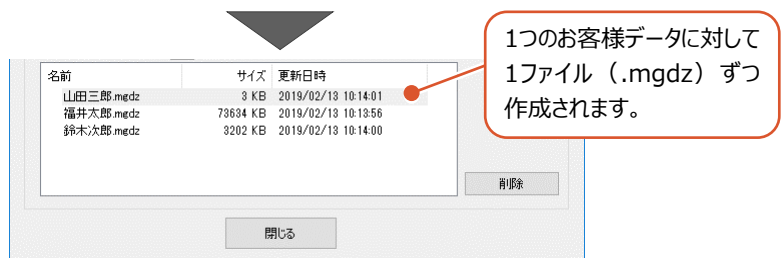 1つのお客様データに対して
1ファイル（.mgdz）ずつ
作成されます。
名前 サイズ 更新日時
山田三郎.mgdz 3 KB 2019/02/13 10:14:01
福井太郎.mgdz 73634 KB 2019/02/13 10:13:56
鈴木次郎.mgdz 3202 KB 2019/02/13 10:14:00
削除
閉じる